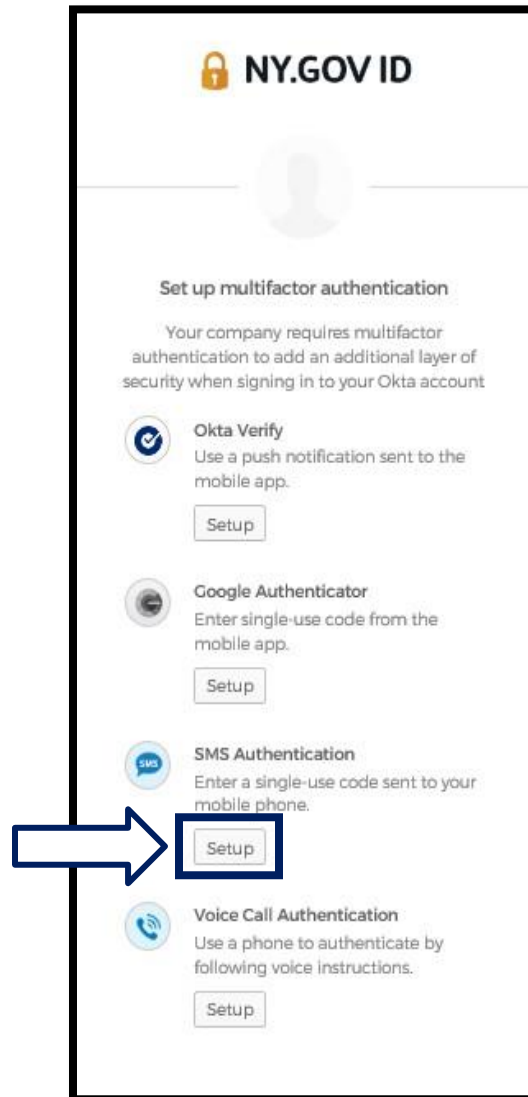 NY.GOV ID
Set up multifactor authentication
Your company requires multifactor
authentication to add an additional layer of
security when signing in to your Okta account
Okta Verify
Use a push notification sent to the
mobile app.
Setup
Google Authenticator
Enter single-use code from the
mobile app.
Setup
SMS
SMS Authentication
Enter a single-use code sent to your
mobile phone.
Setup
Voice Call Authentication
Use a phone to authenticate by
following voice instructions.
Setup